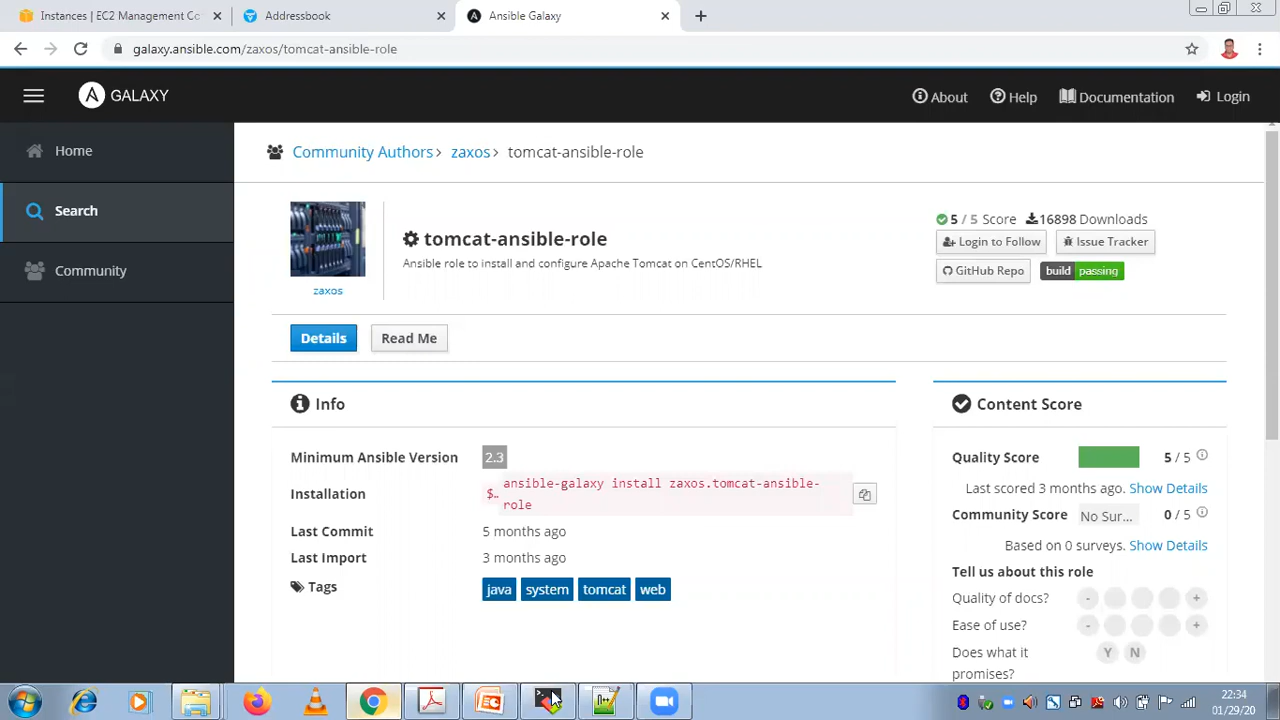 Instances | EC2 Management Co
Addressbook
Ansible Galaxy
galaxy.ansible.com/zaxos/tomcat-ansible-role
GALAXY
About
Help
Documentation
Login
Home
Search
Community
Community Authors› zaxos› tomcat-ansible-role
zaxos
tomcat-ansible-role
Ansible role to install and configure Apache Tomcat on CentOS/RHEL
5 / 5 Score 16898 Downloads
Login to Follow
Issue Tracker
GitHub Repo
build passing
Details
Read Me
Info
Minimum Ansible Version 2.3
Installation $.. ansible-galaxy install zaxos.tomcat-ansible-
role
Last Commit 5 months ago
Last Import 3 months ago
Tags java system tomcat web
Content Score
Quality Score 5 / 5
Last scored 3 months ago. Show Details
Community Score No Sur... 0 / 5
Based on 0 surveys. Show Details
Tell us about this role
Quality of docs? - +
Ease of use? - +
Does what it Y N
promises?
22:34
01/29/20